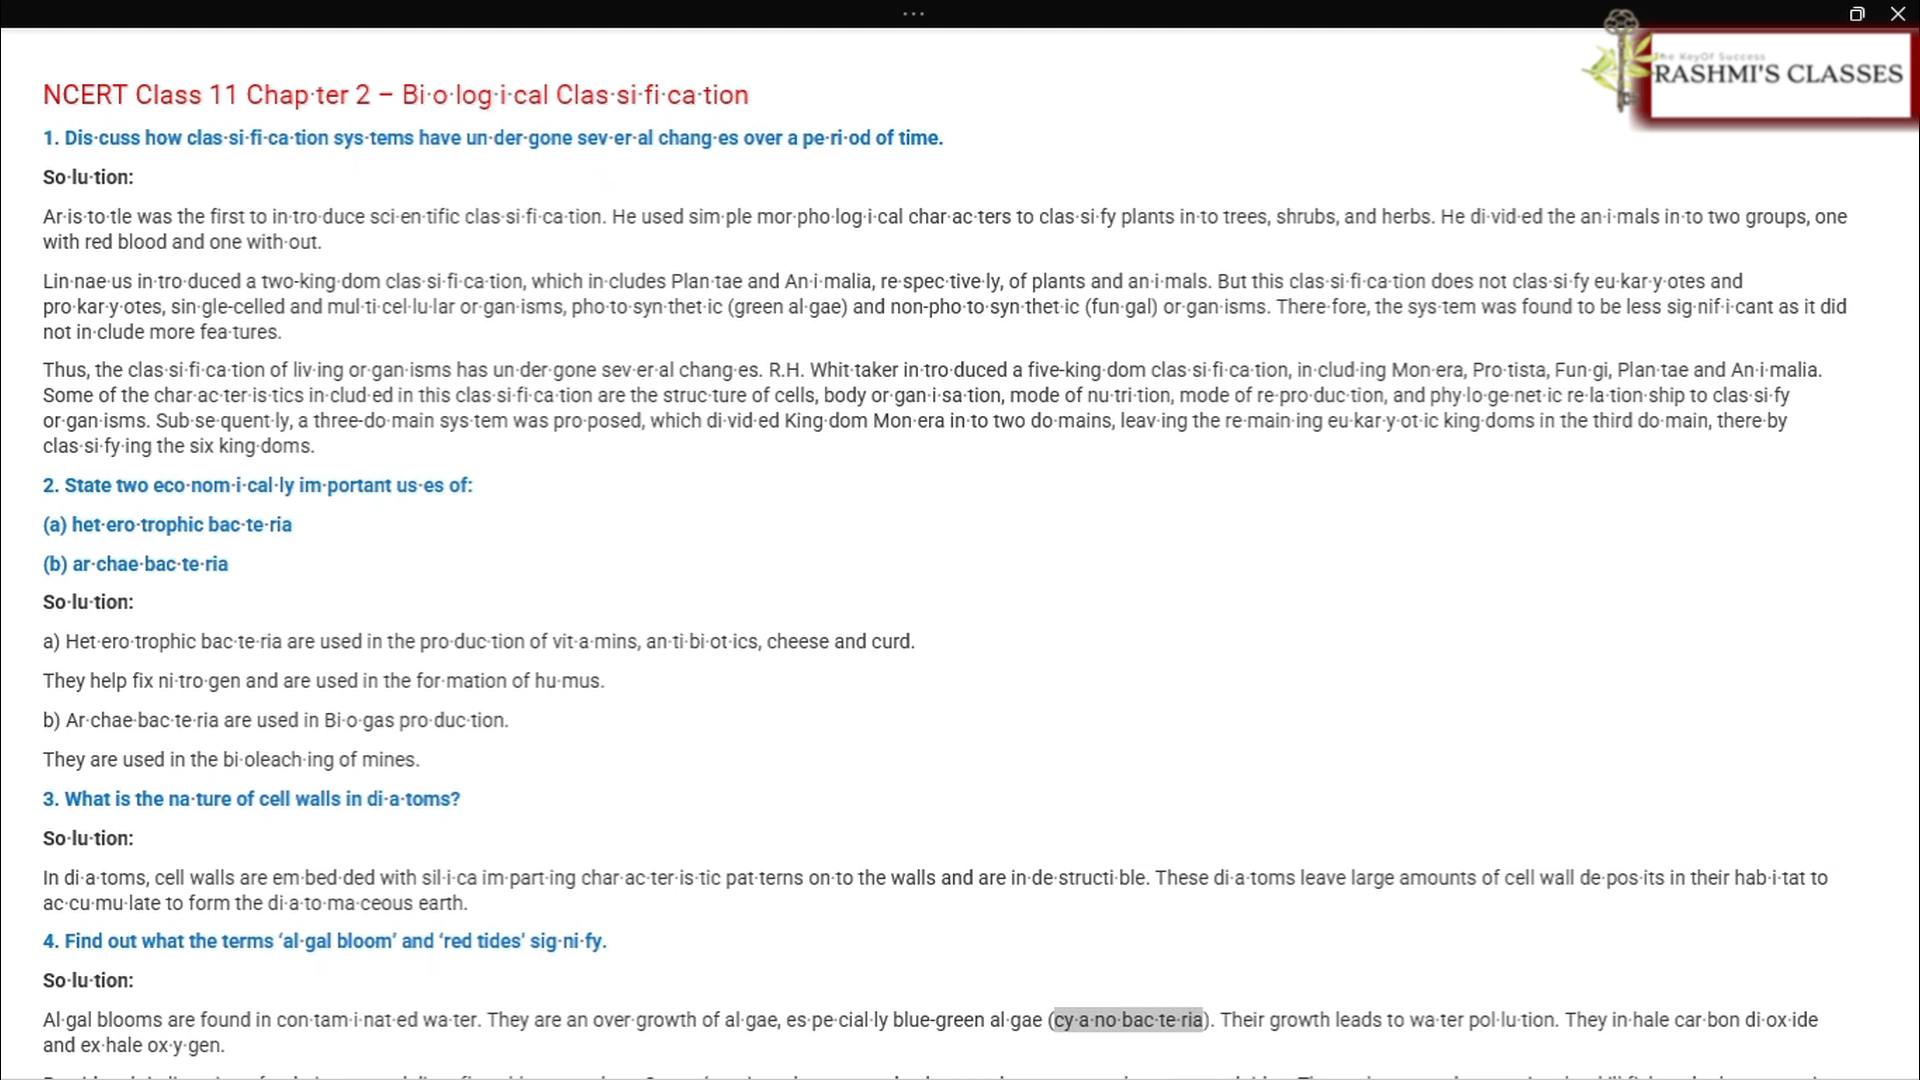 The KeyOf Success
RASHMI'S CLASSES
NCERT Class 11 Chap·ter 2 – Bi·o·log·i·cal Clas·si·fi·ca·tion
1. Dis·cuss how clas·si·fi·ca·tion sys·tems have un·der·gone sev·er·al chang·es over a pe·ri·od of time.
So·lu·tion:
Ar·is·to·tle was the first to in·tro·duce sci·en·tific clas·si·fi·ca·tion. He used sim·ple mor·pho·log·i·cal char·ac·ters to clas·si·fy plants in·to trees, shrubs, and herbs. He di·vid·ed the an·i·mals in·to two groups, one
with red blood and one with·out.
Lin·nae·us in·tro·duced a two-king·dom clas·si·fi·ca·tion, which in·cludes Plan·tae and An·i·malia, re·spec·tive·ly, of plants and an·i·mals. But this clas·si·fi·ca·tion does not clas·si·fy eu·kar·y·otes and
pro·kar·y·otes, sin·gle-celled and mul·ti·cel·lu·lar or·gan·isms, pho·to·syn·thet·ic (green al·gae) and non-pho·to·syn·thet·ic (fun·gal) or·gan·isms. There·fore, the sys·tem was found to be less sig·nif·i·cant as it did
not in·clude more fea·tures.
Thus, the clas·si·fi·ca·tion of liv·ing or·gan·isms has un·der·gone sev·er·al chang·es. R.H. Whit·taker in·tro·duced a five-king·dom clas·si·fi·ca·tion, in·clud·ing Mon·era, Pro·tista, Fun·gi, Plan·tae and An·i·malia.
Some of the char·ac·ter·is·tics in·clud·ed in this clas·si·fi·ca·tion are the struc·ture of cells, body or·gan·i·sa·tion, mode of nu·tri·tion, mode of re·pro·duc·tion, and phy·lo·ge·net·ic re·la·tion·ship to clas·si·fy
or·gan·isms. Sub·se·quent·ly, a three-do·main sys·tem was pro·posed, which di·vid·ed King·dom Mon·era in·to two do·mains, leav·ing the re·main·ing eu·kar·y·ot·ic king·doms in the third do·main, there·by
clas·si·fy·ing the six king·doms.
2. State two eco·nom·i·cal·ly im·portant us·es of:
(a) het·ero·trophic bac·te·ria
(b) ar·chae·bac·te·ria
So·lu·tion:
a) Het·ero·trophic bac·te·ria are used in the pro·duc·tion of vit·a·mins, an·ti·bi·ot·ics, cheese and curd.
They help fix ni·tro·gen and are used in the for·mation of hu·mus.
b) Ar·chae·bac·te·ria are used in Bi·o·gas pro·duc·tion.
They are used in the bi·oleach·ing of mines.
3. What is the na·ture of cell walls in di·a·toms?
So·lu·tion:
In di·a·toms, cell walls are em·bed·ded with sil·i·ca im·part·ing char·ac·ter·is·tic pat·terns on·to the walls and are in·de·structi·ble. These di·a·toms leave large amounts of cell wall de·pos·its in their hab·i·tat to
ac·cu·mu·late to form the di·a·to·ma·ceous earth.
4. Find out what the terms ‘al·gal bloom’ and ‘red tides’ sig·ni·fy.
So·lu·tion:
Al·gal blooms are found in con·tam·i·nat·ed wa·ter. They are an over·growth of al·gae, es·pe·cial·ly blue-green al·gae (cy·a·no·bac·te·ria). Their growth leads to wa·ter pol·lu·tion. They in·hale car·bon di·ox·ide
and ex·hale ox·y·gen.